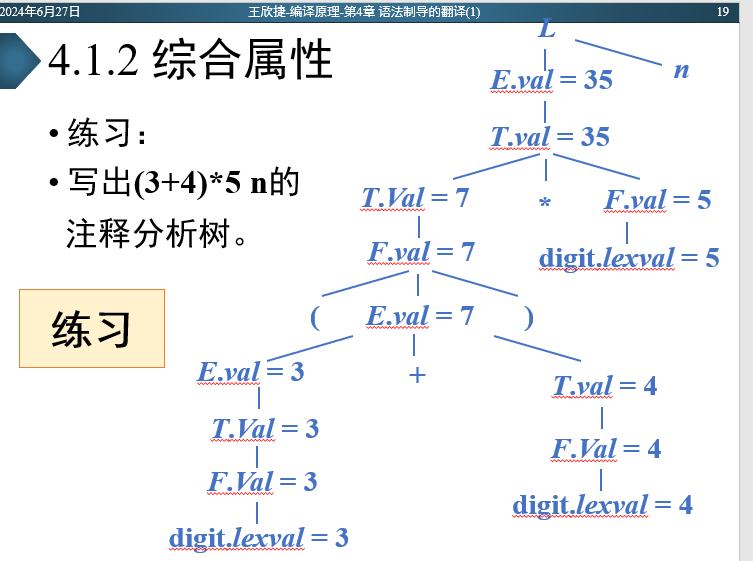 2024年6月27日
王欣捷-编译原理-第4章 语法制导的翻译(1)
19
4.1.2 综合属性
• 练习：
• 写出(3+4)*5 n的
注释分析树。
练习
L
n
E.val = 35
T.val = 35
T.Val = 7
*
F.val = 5
F.val = 7
digit.lexval = 5
(
E.val = 7
)
E.val = 3
+
T.val = 4
T.Val = 3
F.Val = 4
F.Val = 3
digit.lexval = 4
digit.lexval = 3